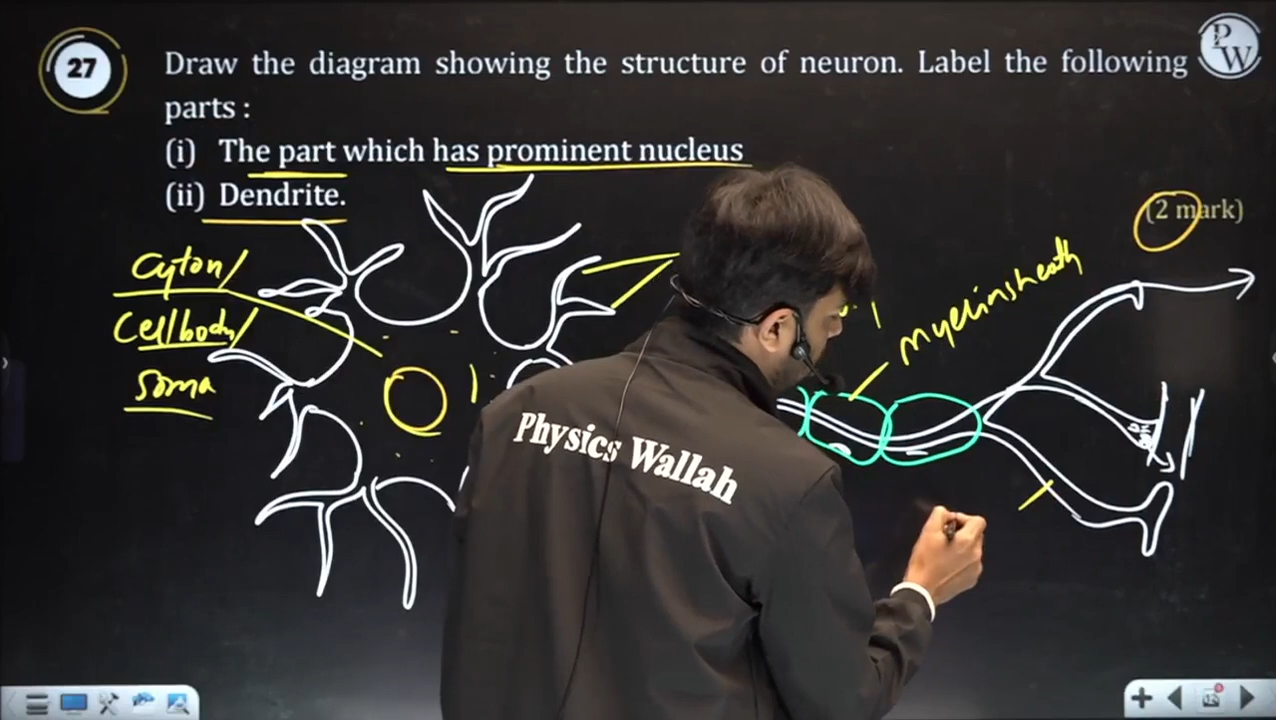 27
Draw the diagram showing the structure of neuron. Label the following
parts :
(i) The part which has prominent nucleus
(ii) Dendrite.
(2 mark)
PW
Cyton/
Cellbody/
Soma
myelinsheath
Physics Wallah